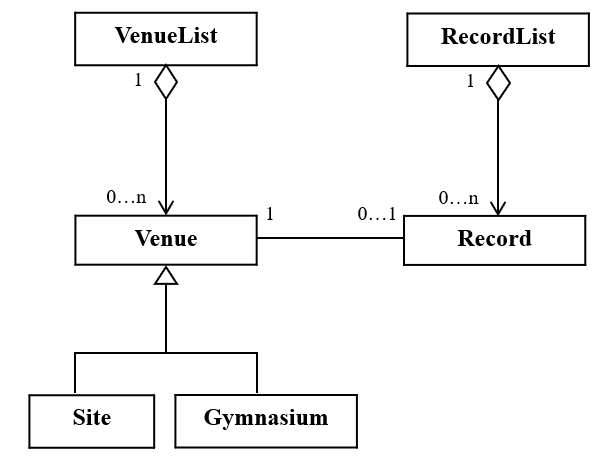 VenueList
RecordList
1
1
0…n
0…n
1
0…1
Venue
Record
Site
Gymnasium